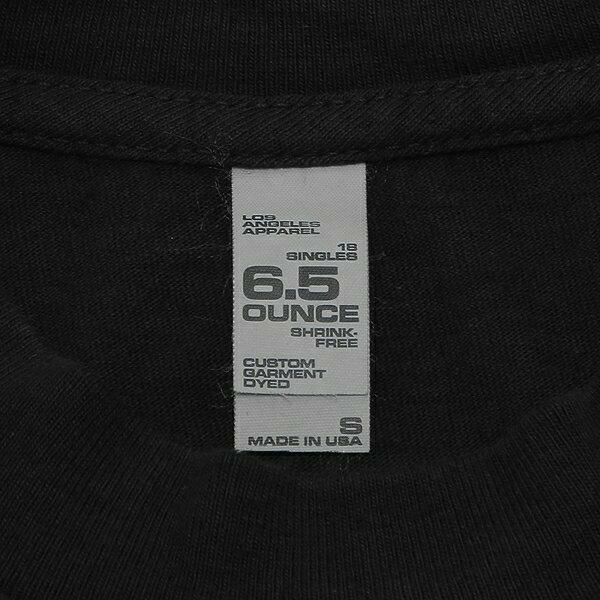 LOS
ANGELES
APPAREL
18
SINGLES
6.5
OUNCE
SHRINK-
FREE
CUSTOM
GARMENT
DYED
S
MADE IN USA